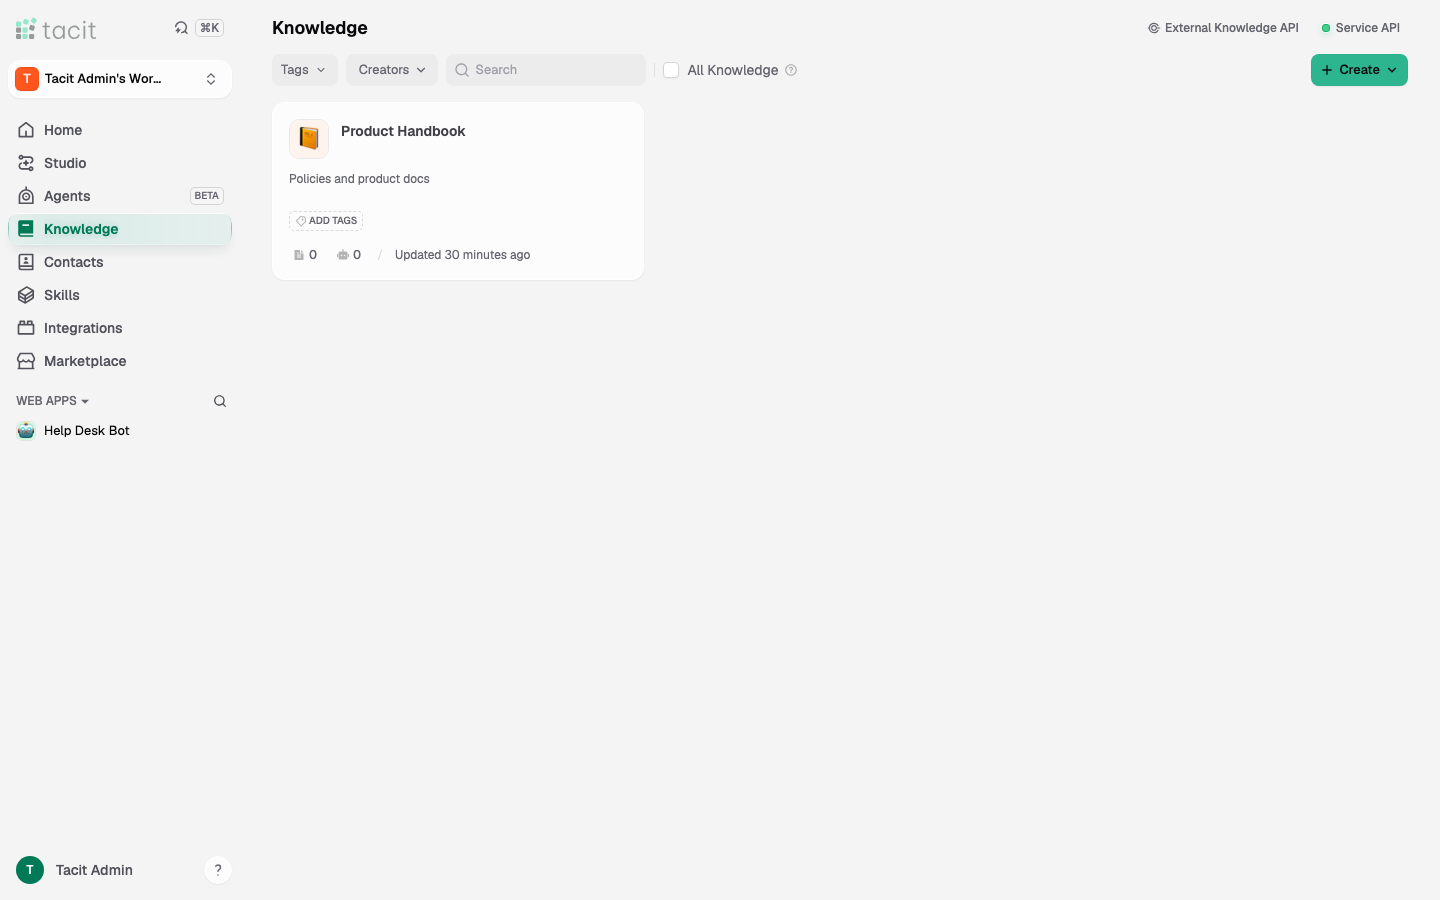 tacit
⌘K
T
Tacit Admin's Wor...
Home
Studio
Agents
BETA
Knowledge
Contacts
Skills
Integrations
Marketplace
WEB APPS
Help Desk Bot
T
Tacit Admin
?
Knowledge
External Knowledge API
Service API
Tags
Creators
Search
All Knowledge
Create
Product Handbook
Policies and product docs
ADD TAGS
0
0
/
Updated 30 minutes ago